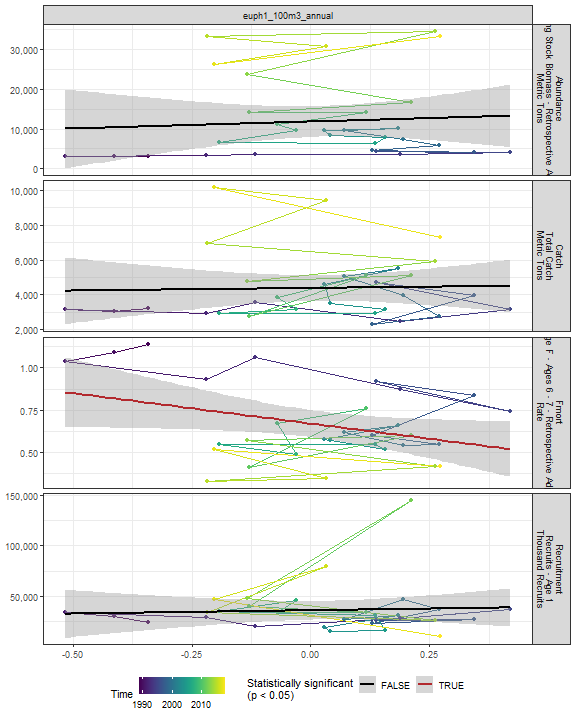 euph1_100m3_annual
30,000
20,000
10,000
0
Abundance
ng Stock Biomass - Retrospective A
Metric Tons
10,000
8,000
6,000
4,000
2,000
Catch
Total Catch
Metric Tons
1.00
0.75
0.50
Fmort
ge F - Ages 6 - 7 - Retrospective Ad
Rate
150,000
100,000
50,000
Recruitment
Recruits - Age 1
Thousand Recruits
-0.50
-0.25
0.00
0.25
Time
1990
2000
2010
Statistically significant
(p < 0.05)
FALSE
TRUE